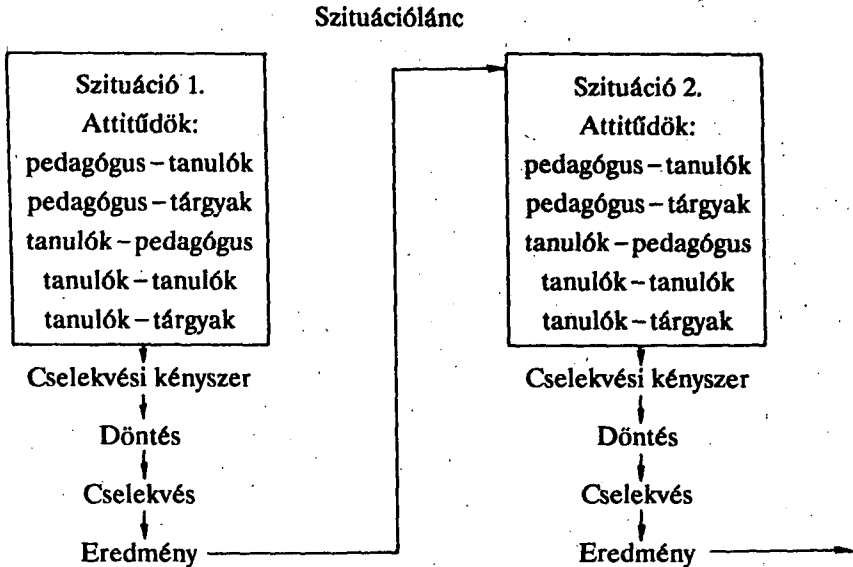 Szituációlánc
Szituáció 1.
Attitűdök:
pedagógus – tanulók
pedagógus – tárgyak
tanulók – pedagógus
tanulók – tanulók
tanulók – tárgyak
Cselekvési kényszer
Döntés
Cselekvés
Eredmény
Szituáció 2.
Attitűdök:
pedagógus – tanulók
pedagógus – tárgyak
tanulók – pedagógus
tanulók – tanulók
tanulók – tárgyak
Cselekvési kényszer
Döntés
Cselekvés
Eredmény